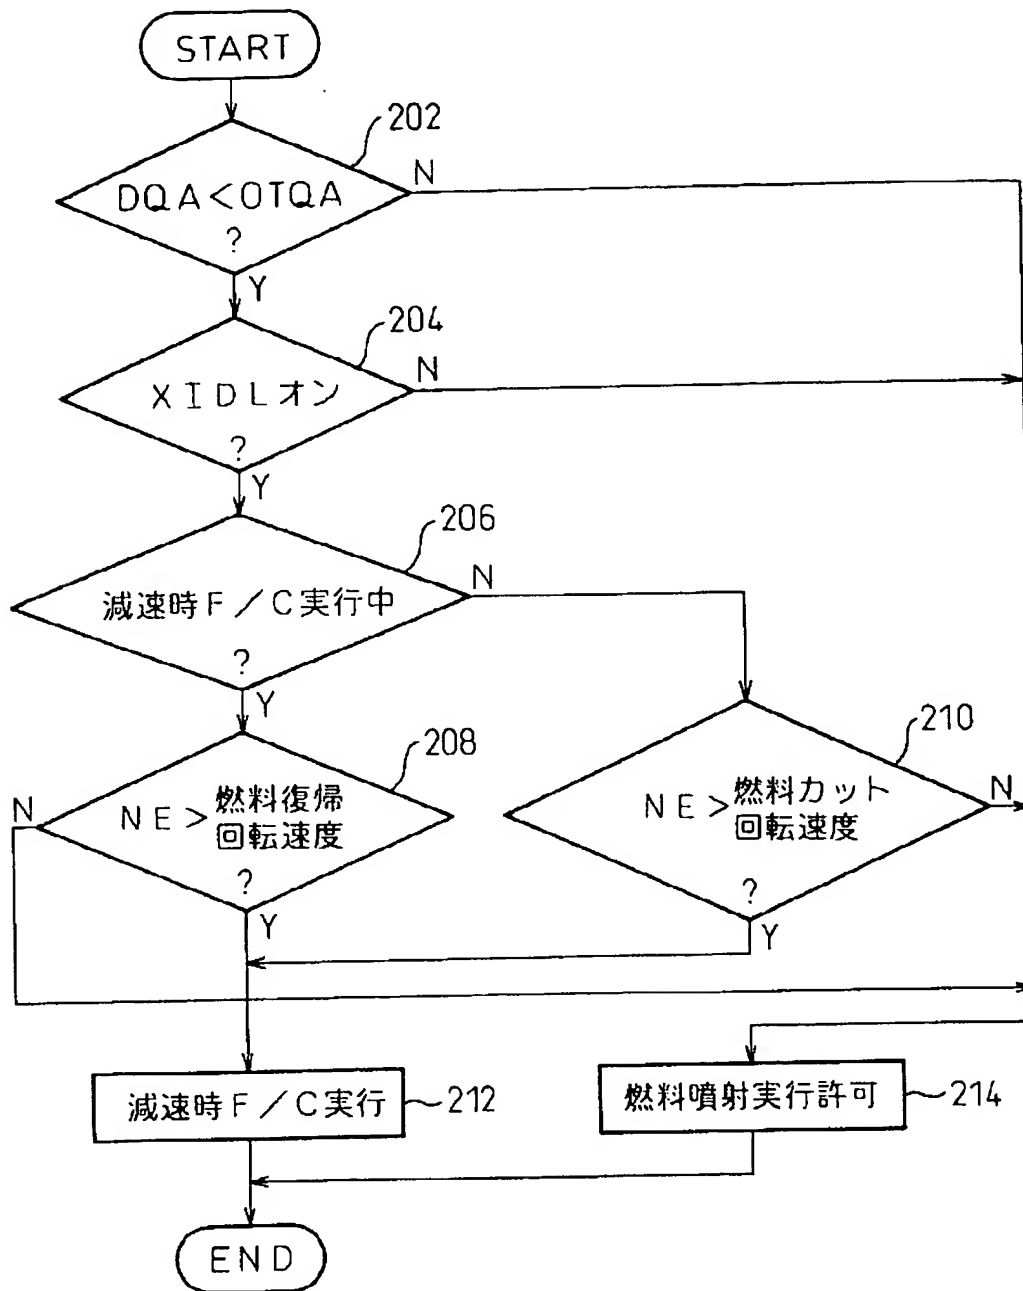 START
202
DQA<OTQA
?
N
Y
204
XIDLオン
?
N
Y
206
減速時F/C実行中
?
N
Y
208
NE>燃料復帰
回転速度
?
N
Y
210
NE>燃料カット
回転速度
?
N
Y
減速時F/C実行
212
燃料噴射実行許可
214
END